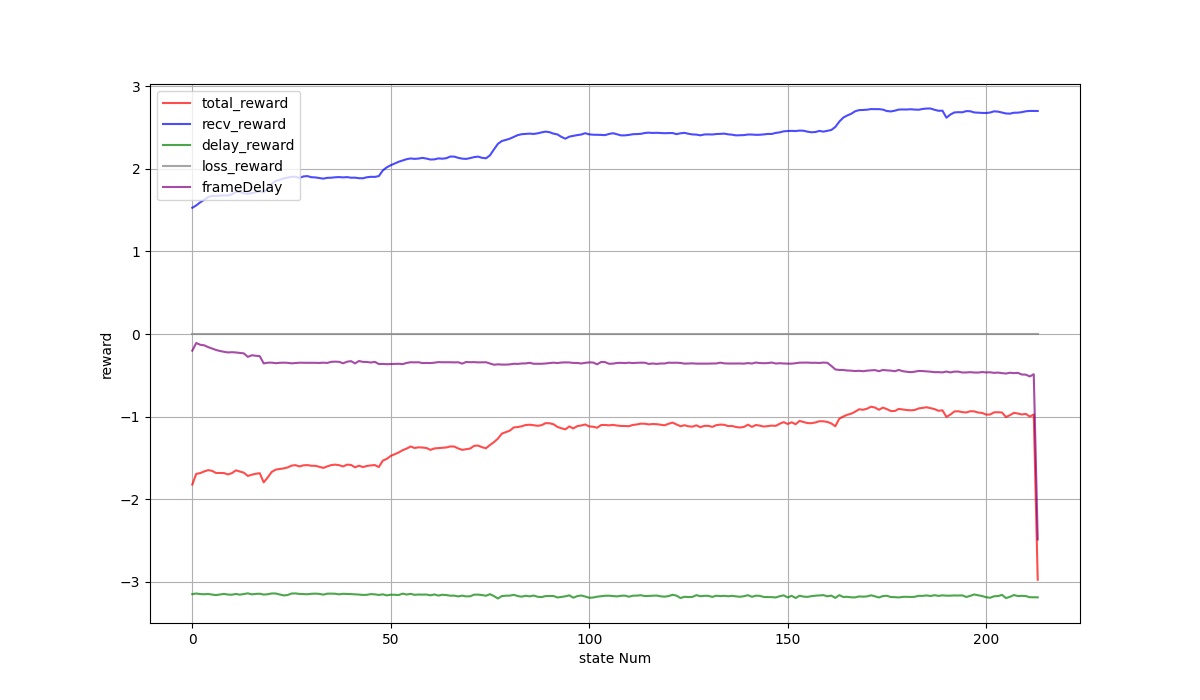 total_reward
recv_reward
delay_reward
loss_reward
frameDelay
3
2
1
0
−1
−2
−3
reward
0
50
100
150
200
state Num